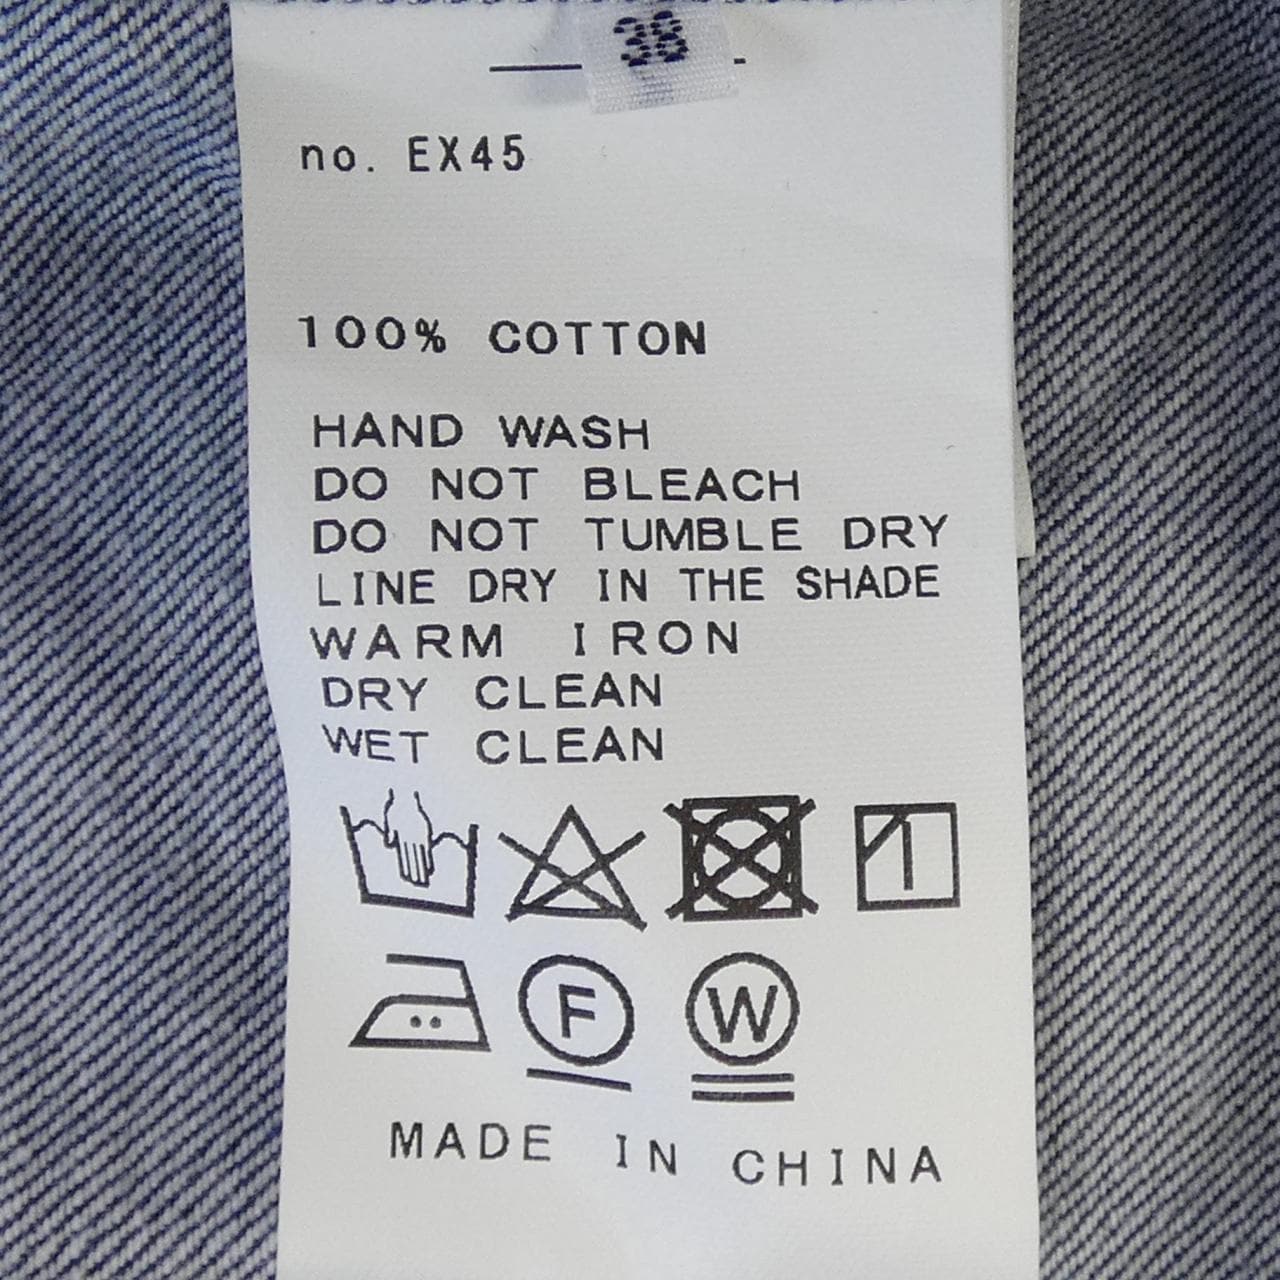 38
no. EX45
100% COTTON
HAND WASH
DO NOT BLEACH
DO NOT TUMBLE DRY
LINE DRY IN THE SHADE
WARM IRON
DRY CLEAN
WET CLEAN
F W
MADE IN CHINA